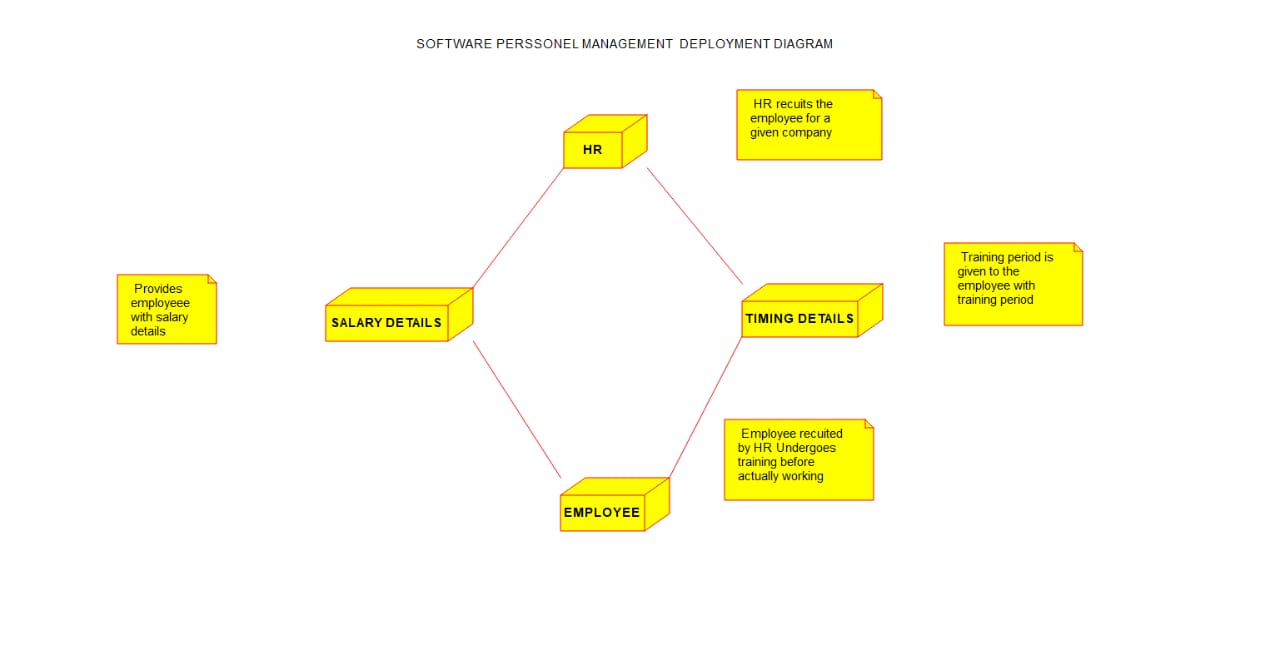 SOFTWARE PERSSONEL MANAGEMENT DEPLOYMENT DIAGRAM
HR recuits the
employee for a
given company
HR
Training period is
given to the
employee with
training period
Provides
employeee
with salary
details
SALARY DETAILS
TIMING DETAILS
Employee recuited
by HR Undergoes
training before
actually working
EMPLOYEE